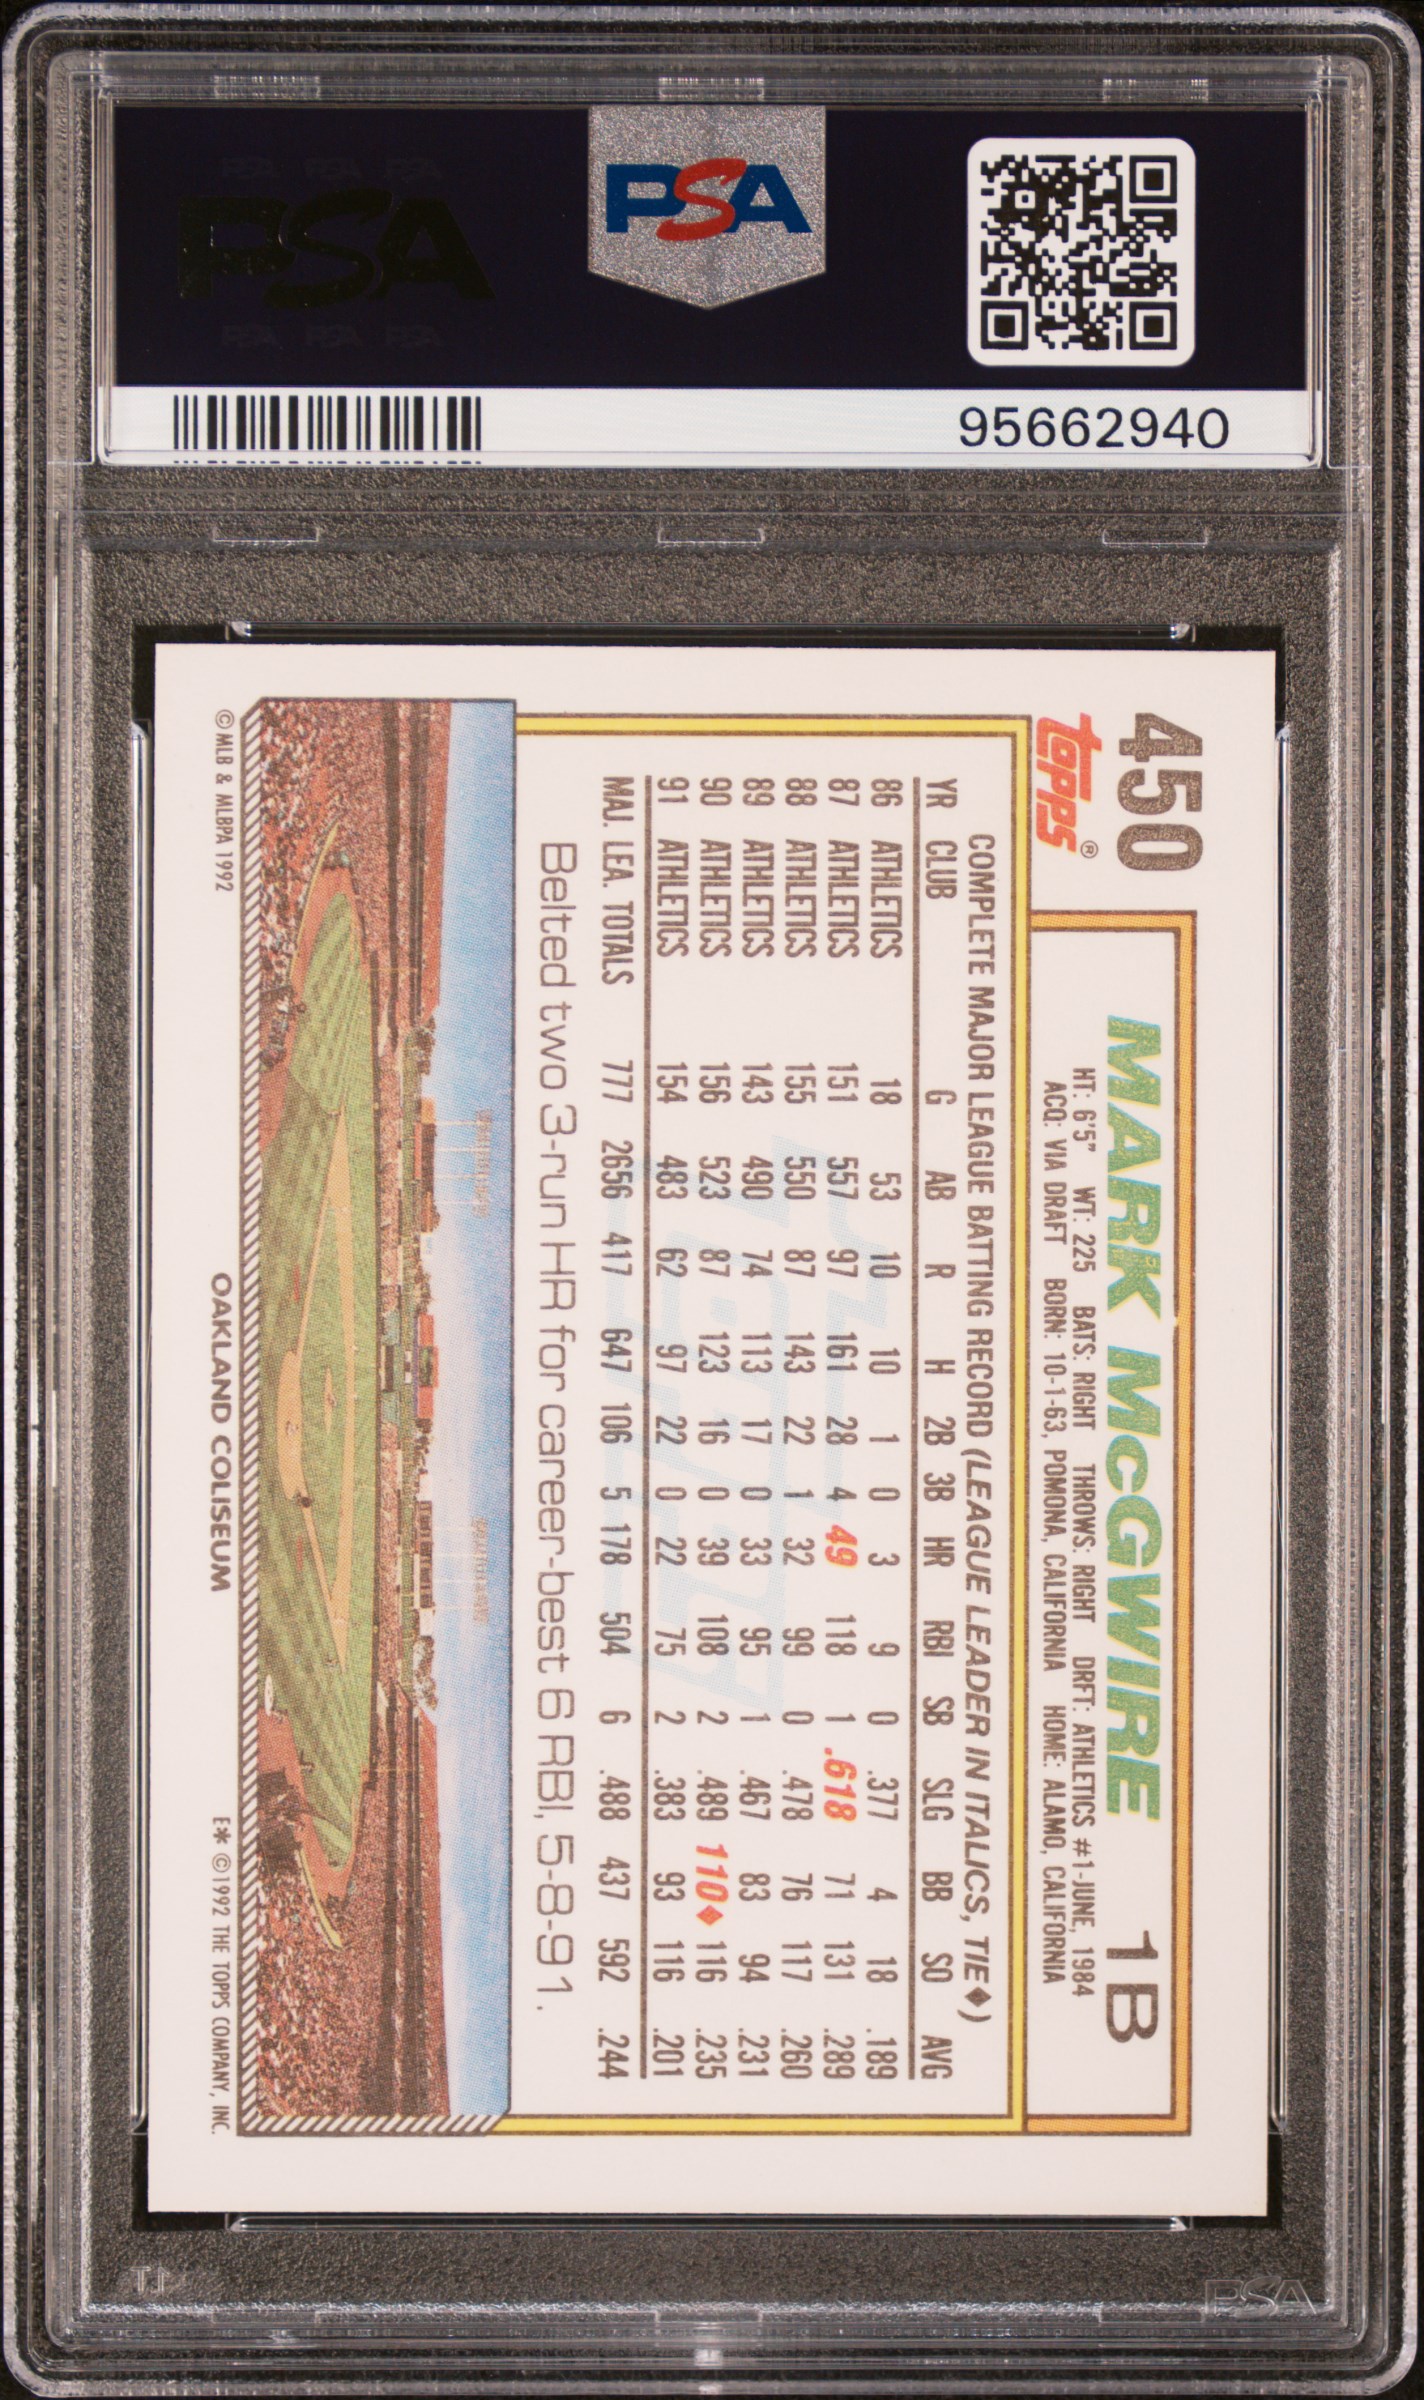 PSA PSA PSA
PSA
PSA PSA PSA
PSA
95662940
450
Topps®
MARK McGWIRE 1B
HT: 6'5" WT: 225 BATS: RIGHT THROWS: RIGHT DRFT: ATHLETICS #1-JUNE, 1984
ACQ: VIA DRAFT BORN: 10-1-63, POMONA, CALIFORNIA HOME: ALAMO, CALIFORNIA
COMPLETE MAJOR LEAGUE BATTING RECORD (LEAGUE LEADER IN ITALICS, TIE♦)
YR CLUB G AB R H 2B 3B HR RBI SB SLG BB SO AVG
86 ATHLETICS 18 53 10 10 1 0 3 9 0 .377 4 18 .189
87 ATHLETICS 151 557 97 161 28 4 49 118 1 .618 71 131 .289
88 ATHLETICS 155 550 87 143 22 1 32 99 0 .478 76 117 .260
89 ATHLETICS 143 490 74 113 17 0 33 95 1 .467 83 94 .231
90 ATHLETICS 156 523 87 123 16 0 39 108 2 .489 110♦ 116 .235
91 ATHLETICS 154 483 62 97 22 0 22 75 2 .383 93 116 .201
MAJ. LEA. TOTALS 777 2656 417 647 106 5 178 504 6 .488 437 592 .244
Belted two 3-run HR for career-best 6 RBI, 5-8-91.
© MLB & MLBPA 1992
OAKLAND COLISEUM
E* ©1992 THE TOPPS COMPANY, INC.
PSA